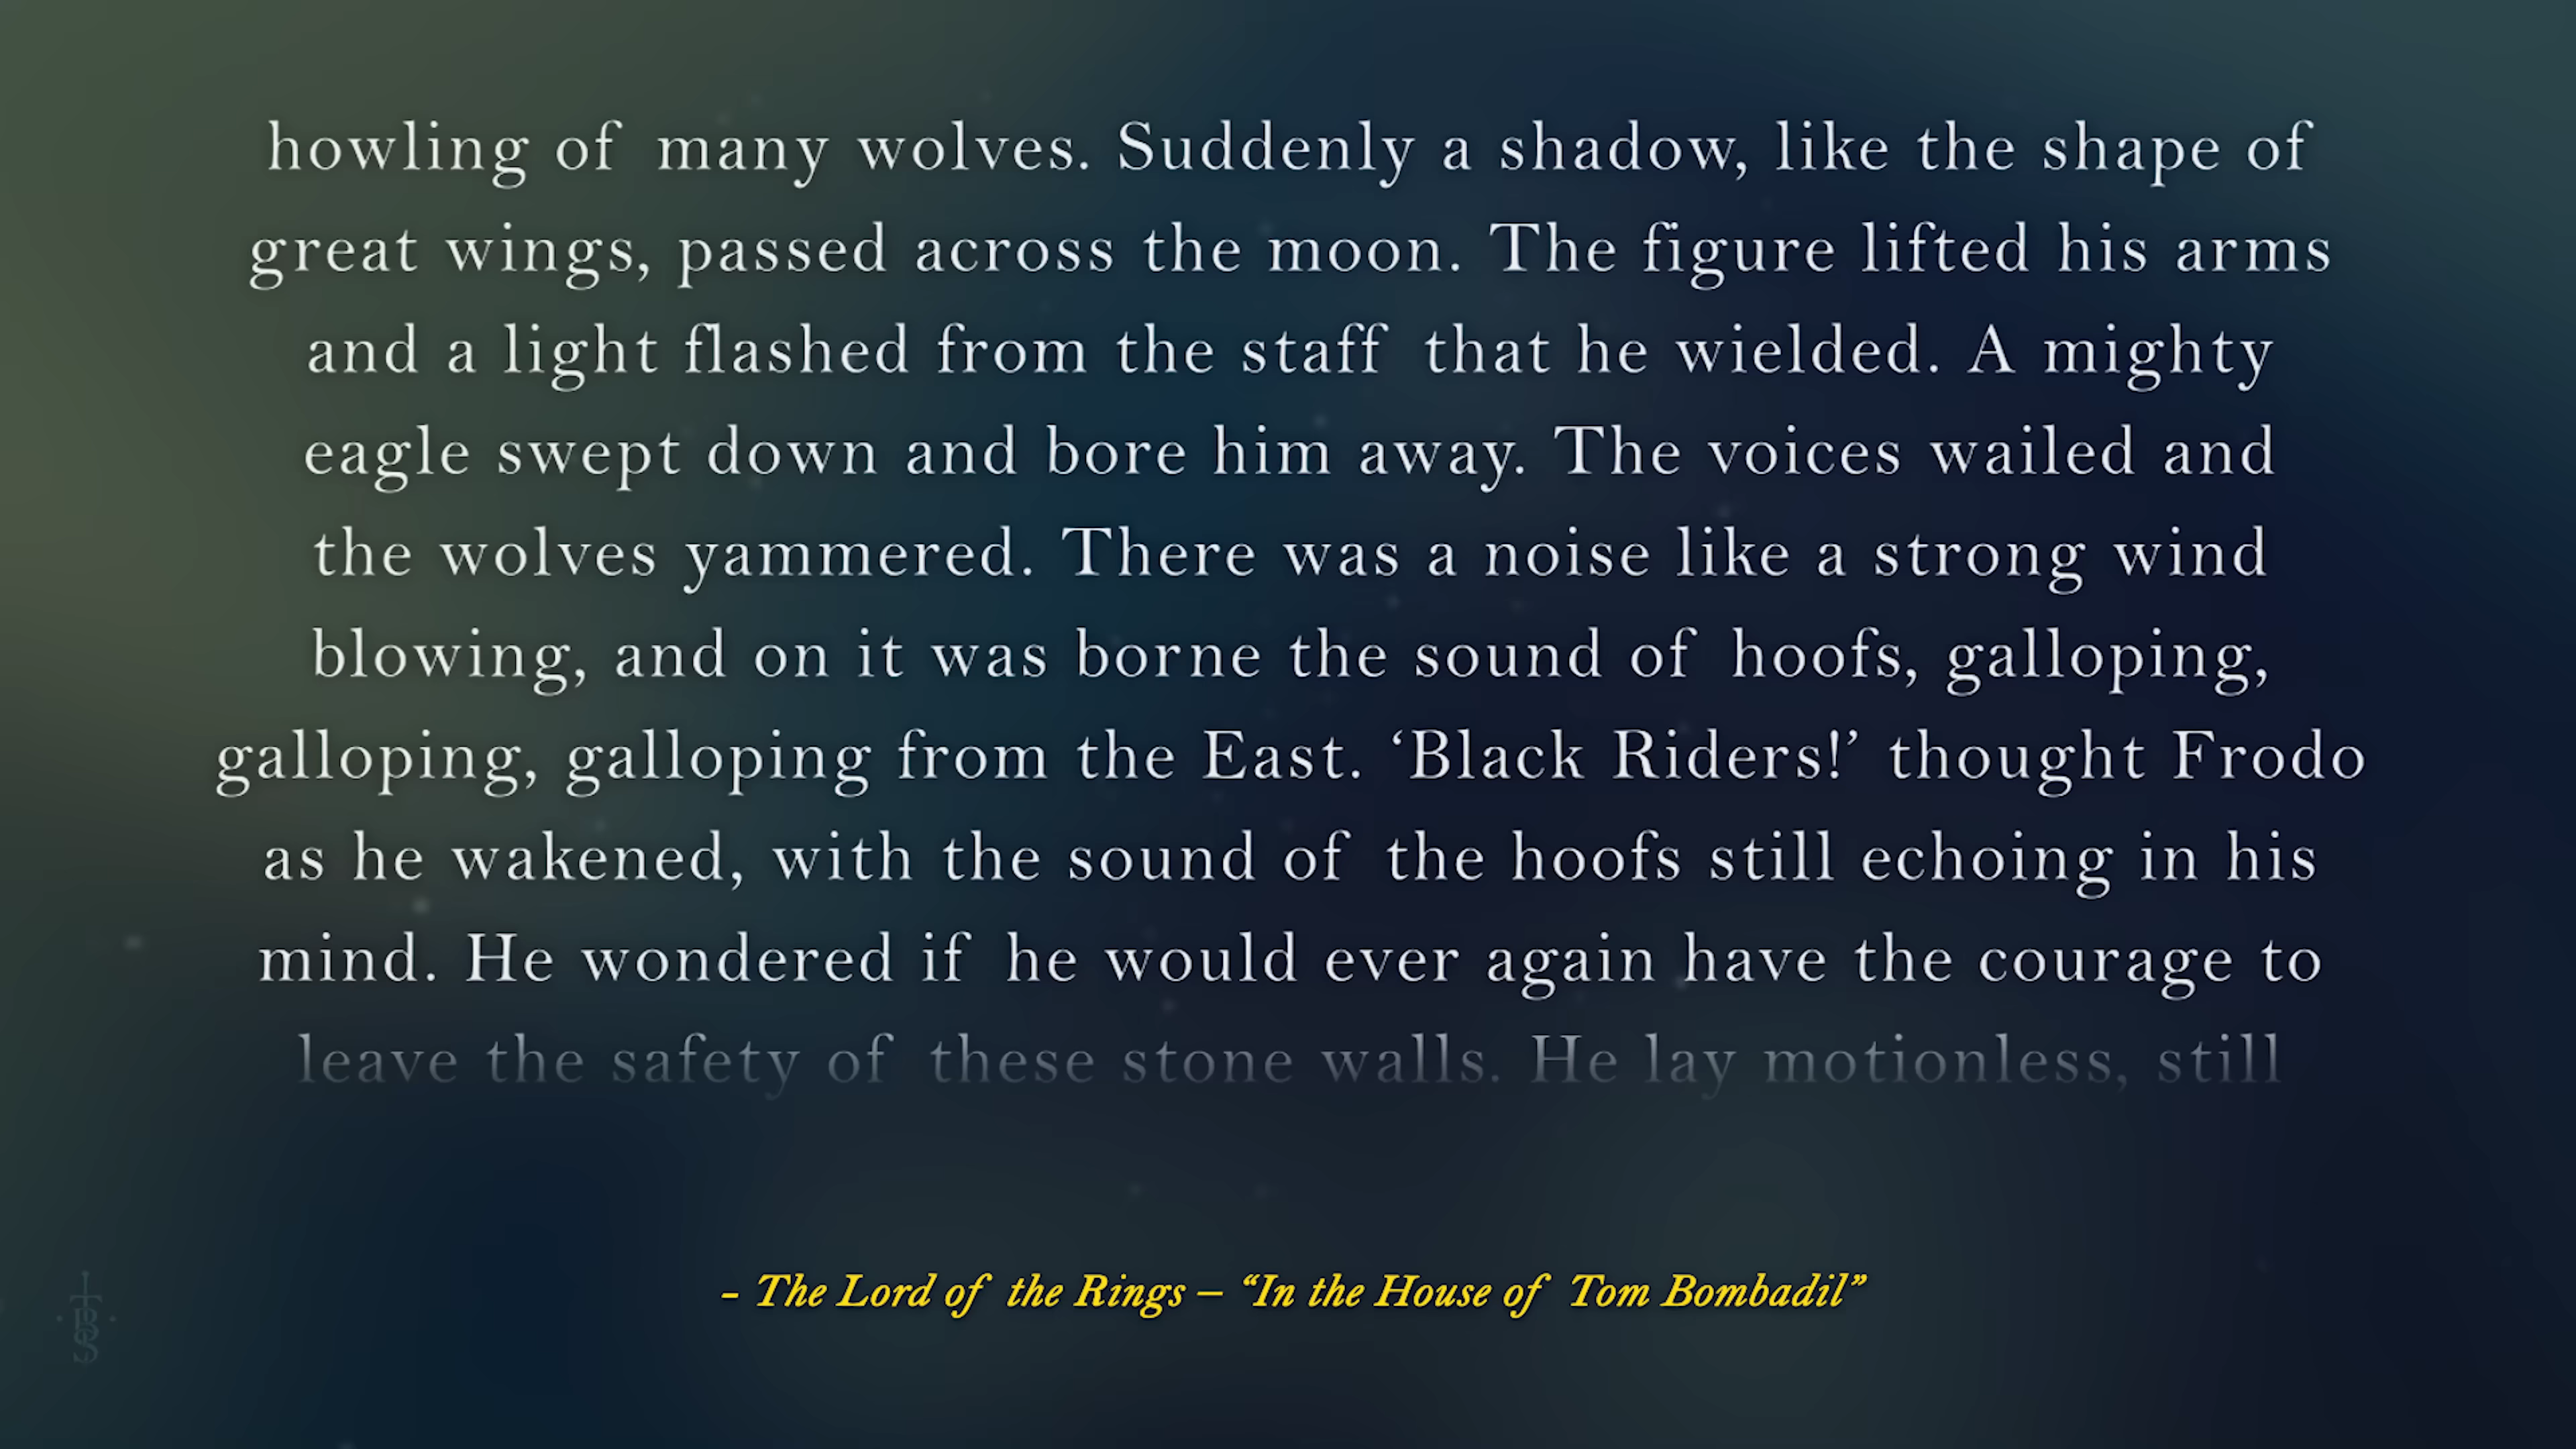 howling of many wolves. Suddenly a shadow, like the shape of
great wings, passed across the moon. The figure lifted his arms
and a light flashed from the staff that he wielded. A mighty
eagle swept down and bore him away. The voices wailed and
the wolves yammered. There was a noise like a strong wind
blowing, and on it was borne the sound of hoofs, galloping,
galloping, galloping from the East. ‘Black Riders!’ thought Frodo
as he wakened, with the sound of the hoofs still echoing in his
mind. He wondered if he would ever again have the courage to
leave the safety of these stone walls. He lay motionless, still
- The Lord of the Rings – “In the House of Tom Bombadil”